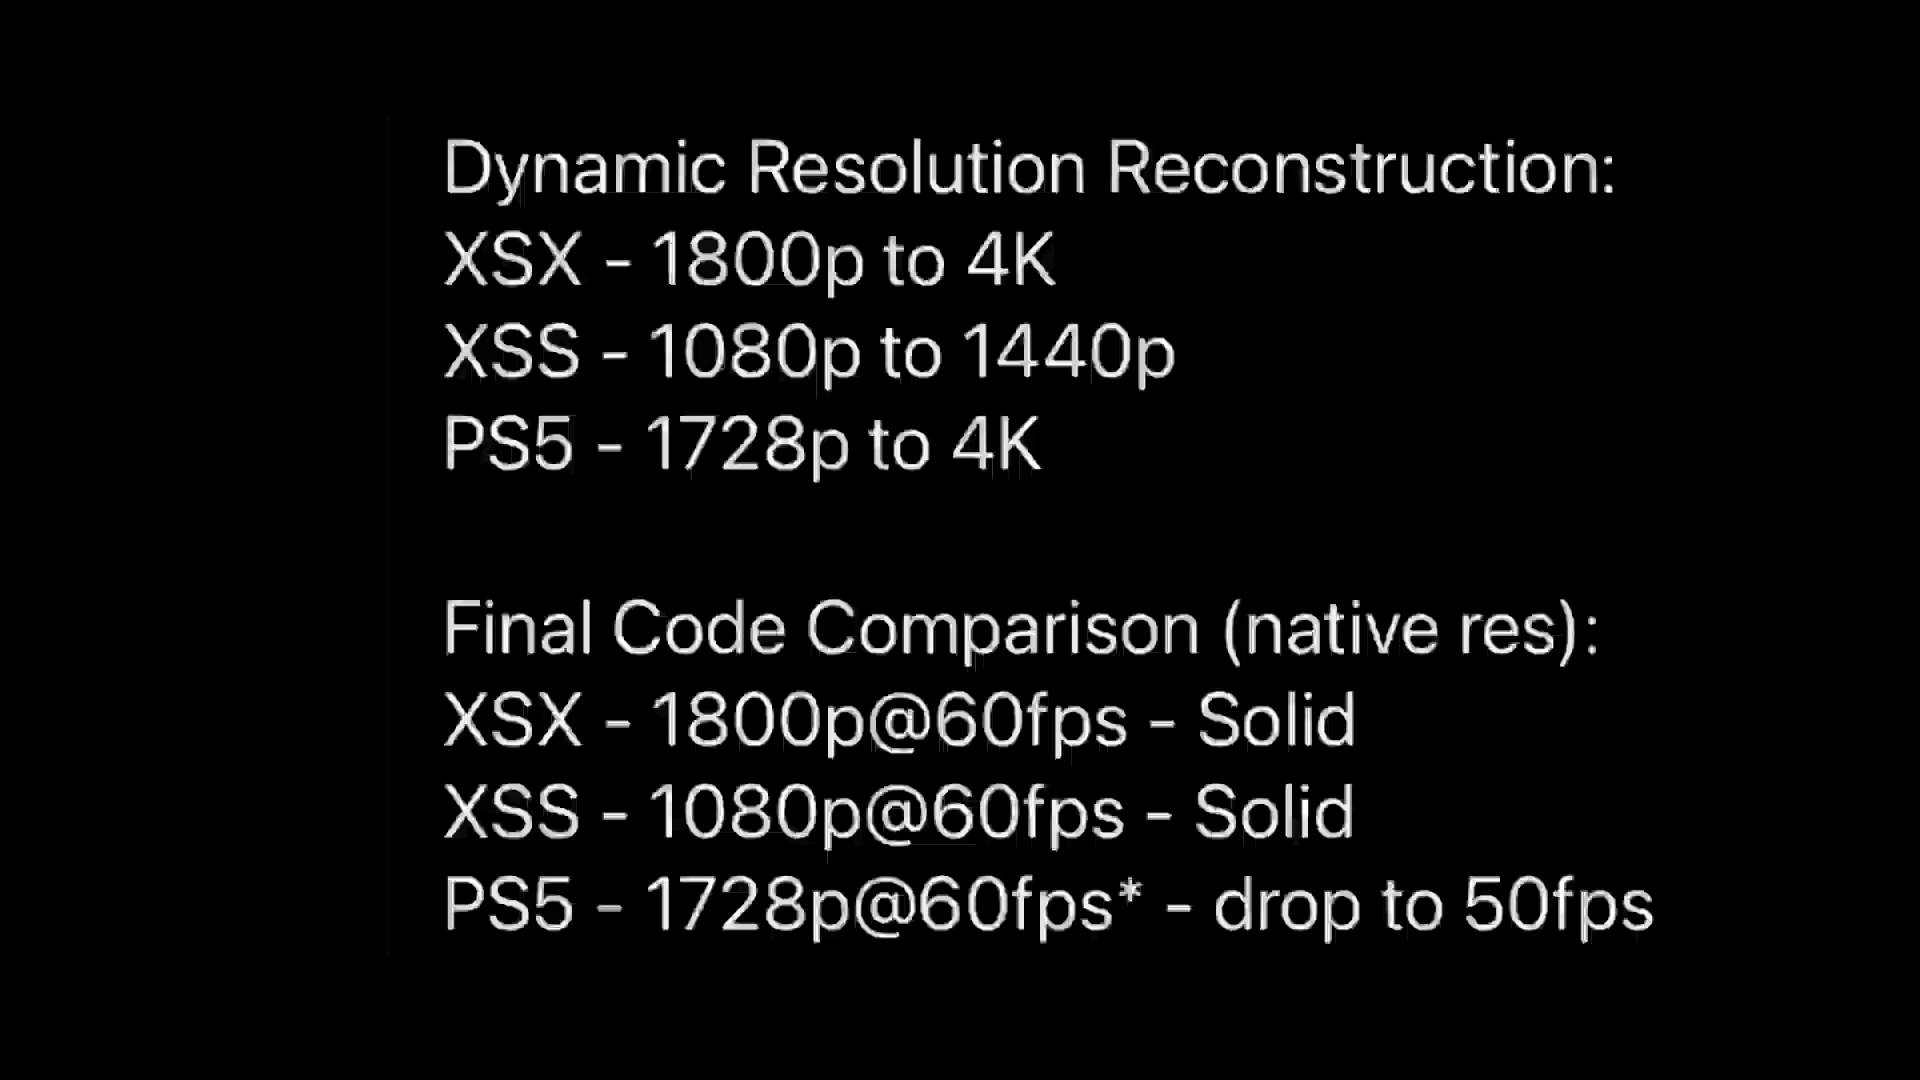 Dynamic Resolution Reconstruction:
XSX - 1800p to 4K
XSS - 1080p to 1440p
PS5 - 1728p to 4K
Final Code Comparison (native res):
XSX - 1800p@60fps - Solid
XSS - 1080p@60fps - Solid
PS5 - 1728p@60fps* - drop to 50fps